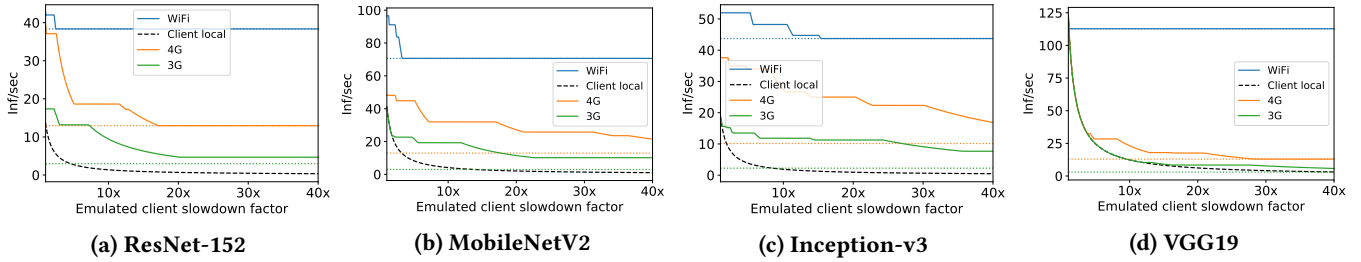 Inf/sec
40
30
20
10
0
WiFi
Client local
4G
3G
10x 20x 30x 40x
Emulated client slowdown factor
(a) ResNet-152
Inf/sec
100
80
60
40
20
0
WiFi
Client local
4G
3G
10x 20x 30x 40x
Emulated client slowdown factor
(b) MobileNetV2
Inf/sec
50
40
30
20
10
0
WiFi
Client local
4G
3G
10x 20x 30x 40x
Emulated client slowdown factor
(c) Inception-v3
Inf/sec
125
100
75
50
25
0
WiFi
Client local
4G
3G
10x 20x 30x 40x
Emulated client slowdown factor
(d) VGG19